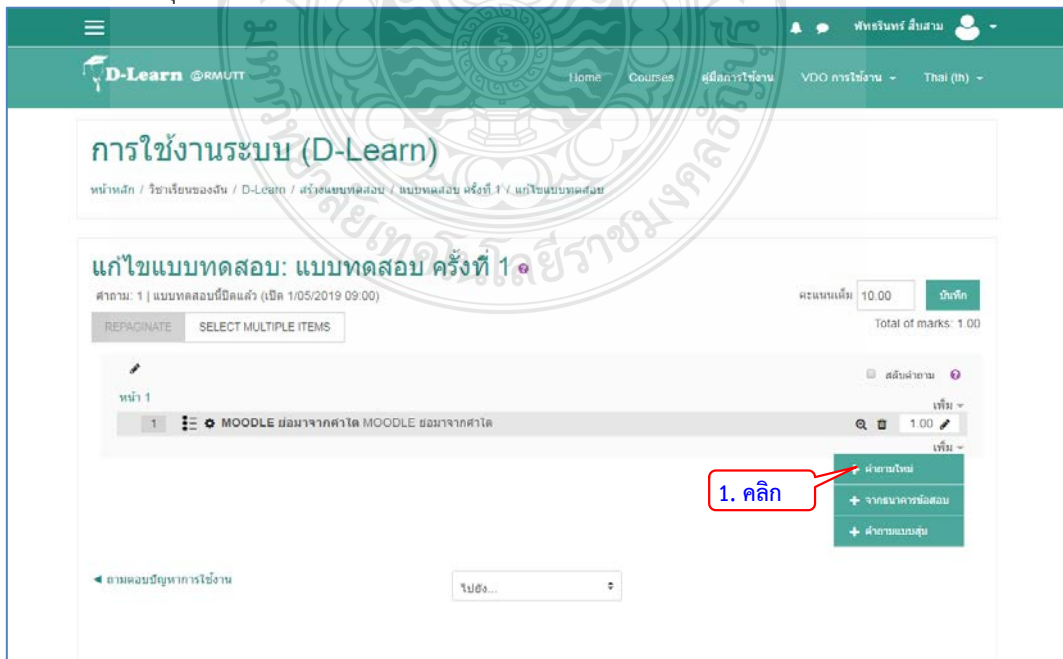 พัทธรินทร์ สืบสาม
D-Learn @RMUTT
Home Courses คู่มือการใช้งาน VDO การใช้งาน Thai (th)
การใช้งานระบบ (D-Learn)
หน้าหลัก / วิชาเรียนของฉัน / D-Learn / สร้างแบบทดสอบ / แบบทดสอบ ครั้งที่ 1 / แก้ไขแบบทดสอบ
แก้ไขแบบทดสอบ: แบบทดสอบ ครั้งที่ 1
คำถาม: 1 | แบบทดสอบนี้ปิดแล้ว (เปิด 1/05/2019 09:00)
คะแนนเต็ม 10.00 บันทึก
REPAGINATE SELECT MULTIPLE ITEMS
Total of marks: 1.00
สลับคำถาม
หน้า 1
เพิ่ม
1 MOODLE ย่อมาจากคำใด MOODLE ย่อมาจากคำใด 1.00
เพิ่ม
+ คำถามใหม่
1. คลิก
+ จากธนาคารข้อสอบ
+ คำถามแบบสุ่ม
◄ ถามตอบปัญหาการใช้งาน
ไปยัง...